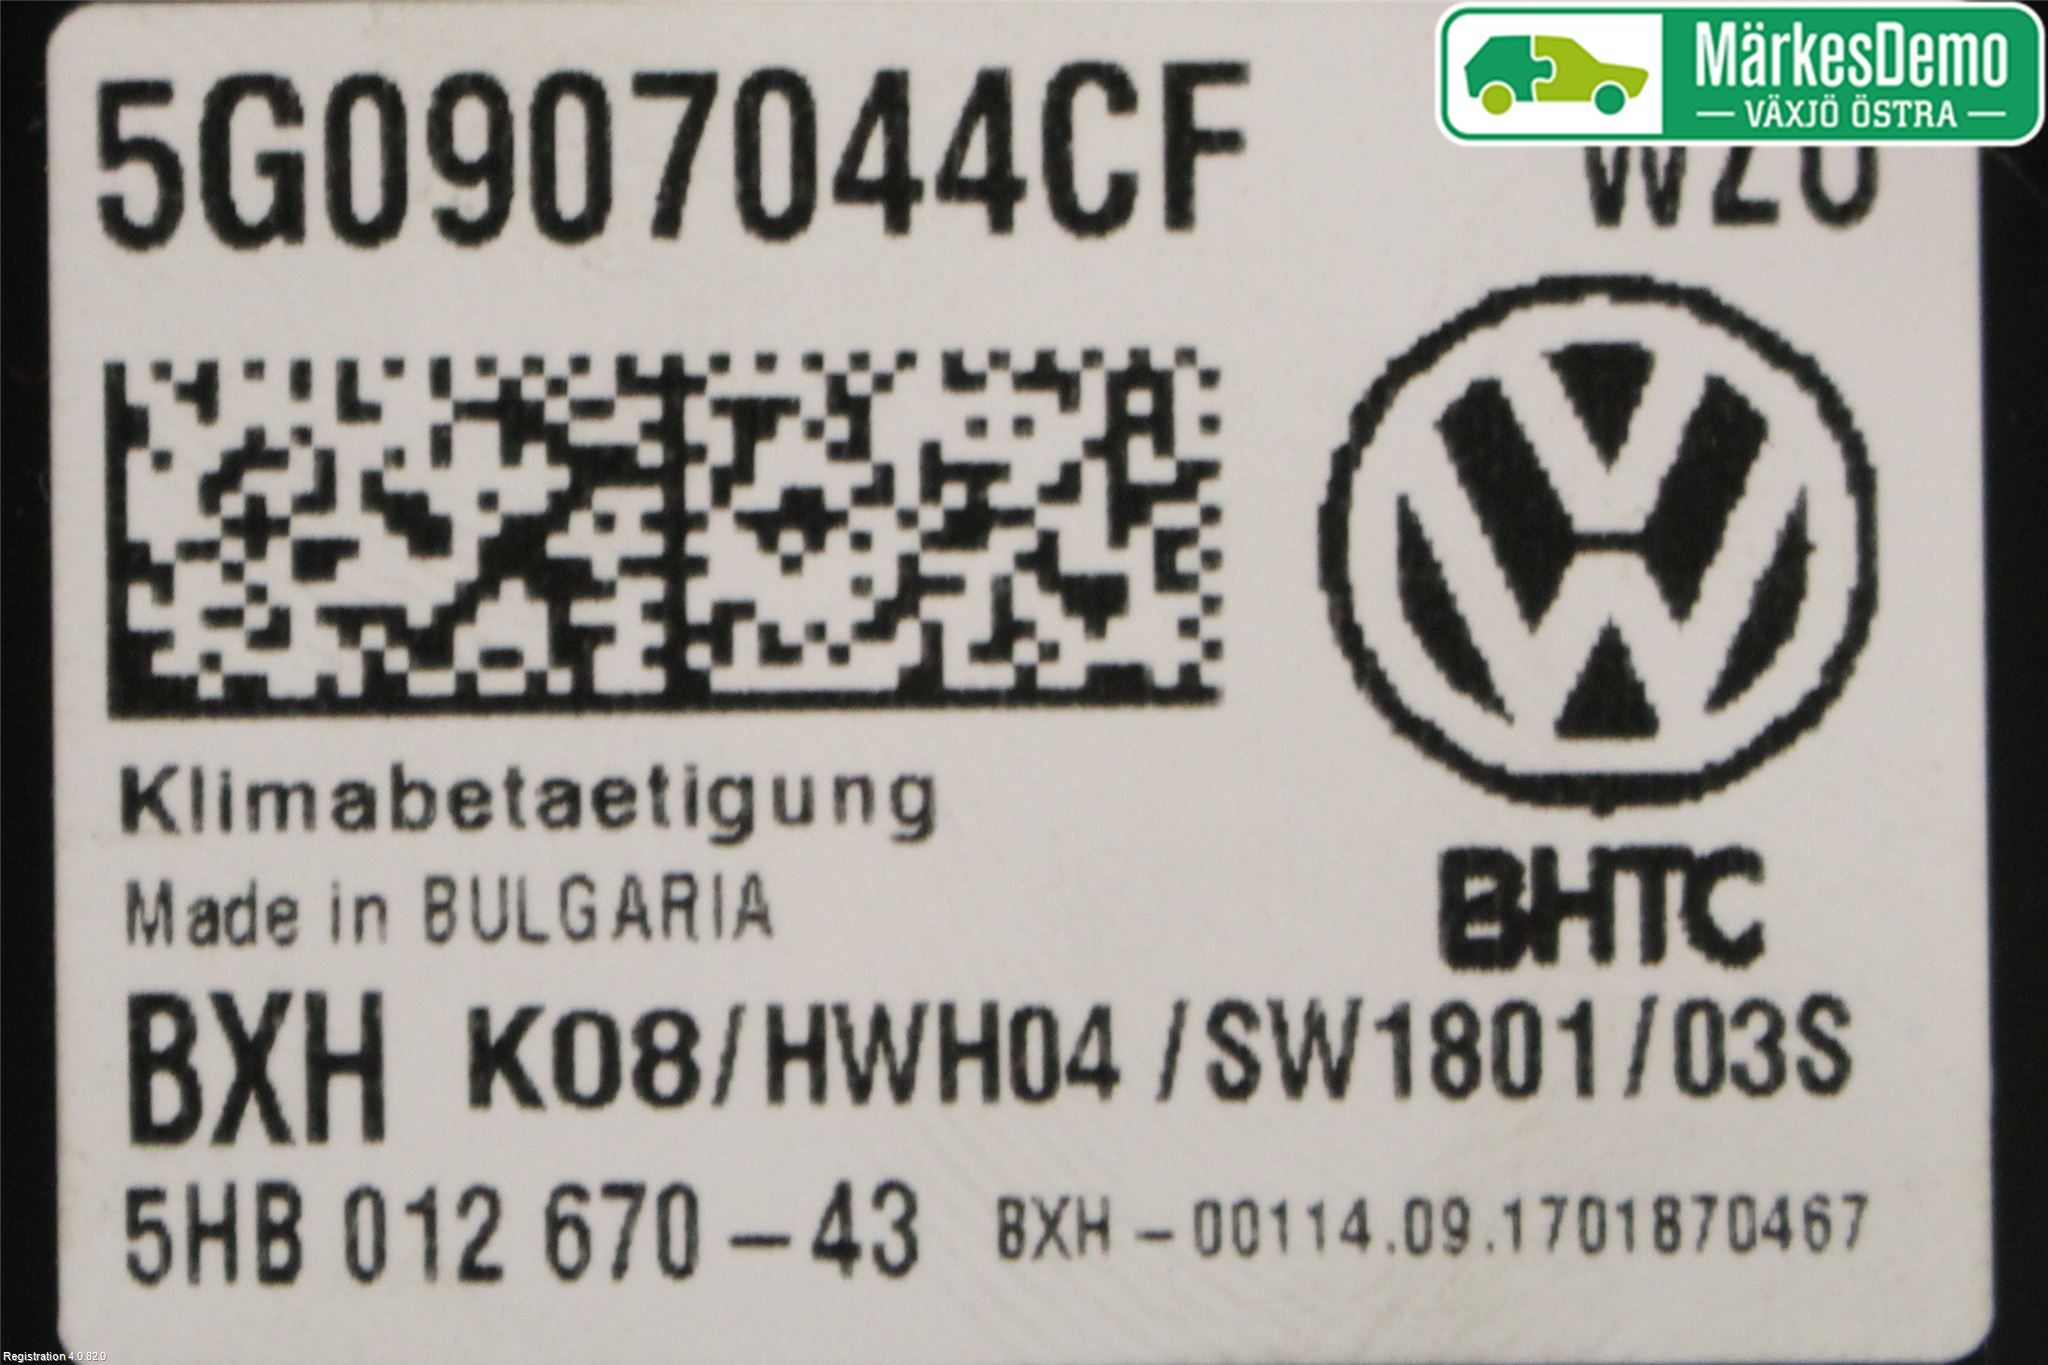 5G0907044CF
MärkesDemo
VÄXJÖ ÖSTRA
Klimabetaetigung
Made in BULGARIA
BHTC
BXH K08/HWH04 /SW1801/03S
5HB 012 670-43 BXH - 00114.09.1701870467
Registration 4.0.82.0